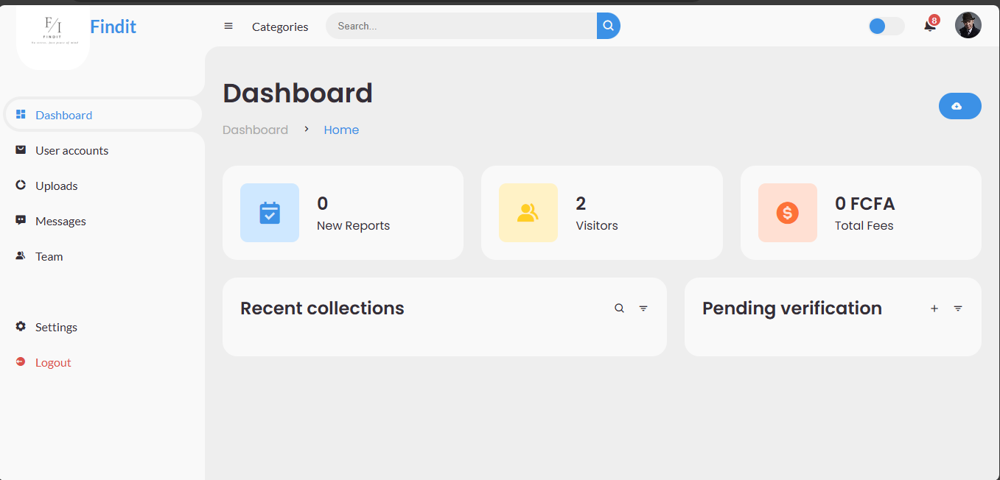 F/I
FINDIT
Findit
Categories
Search...
8
Dashboard
User accounts
Uploads
Messages
Team
Settings
Logout
Dashboard
Dashboard > Home
0
New Reports
2
Visitors
0 FCFA
Total Fees
Recent collections
Pending verification